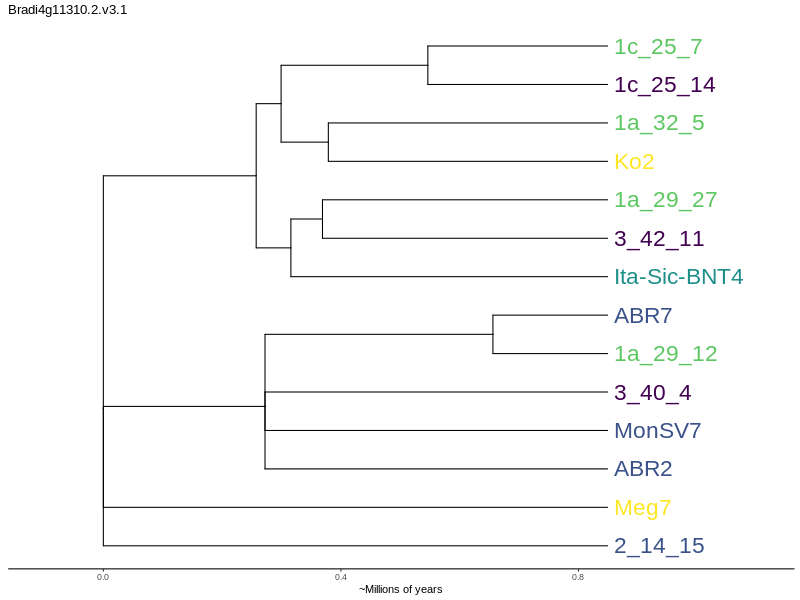 Bradi4g11310.2.v3.1
1c_25_7
1c_25_14
1a_32_5
Ko2
1a_29_27
3_42_11
Ita-Sic-BNT4
ABR7
1a_29_12
3_40_4
MonSV7
ABR2
Meg7
2_14_15
0.0 0.4 0.8
~Millions of years